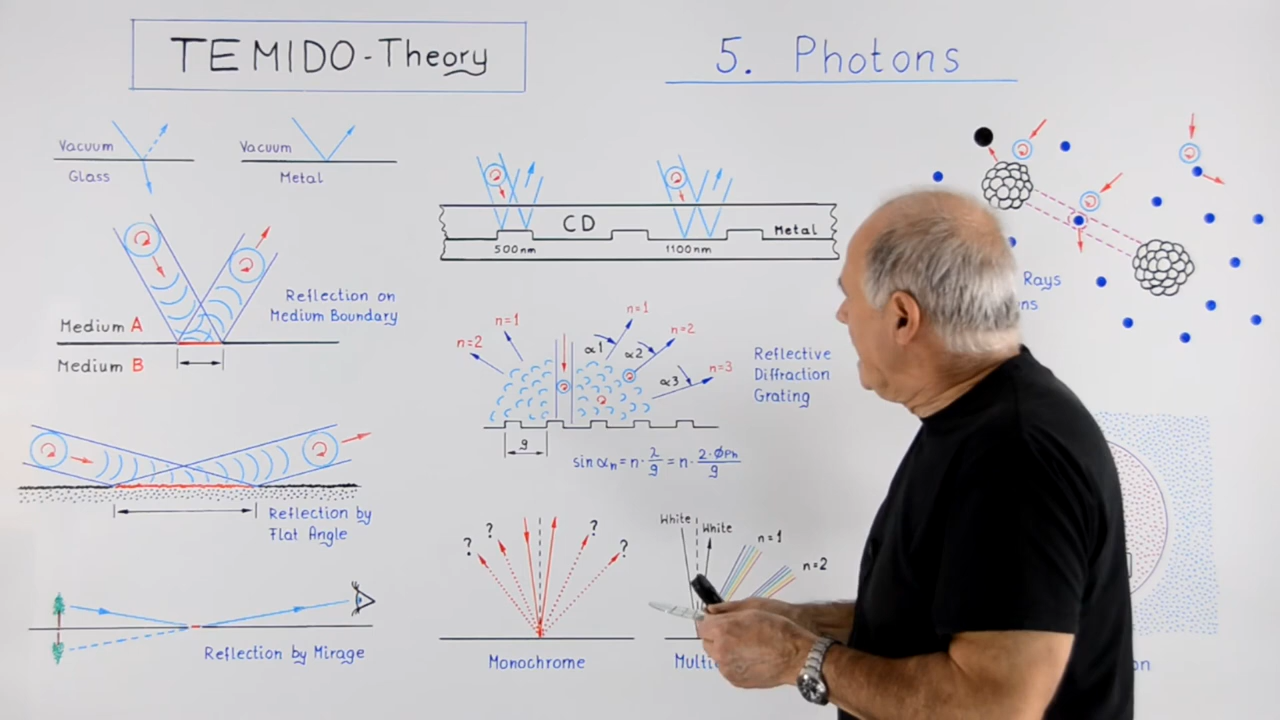 TEMIDO-Theory
5. Photons
Vacuum
Glass
Vacuum
Metal
Reflection on
Medium Boundary
Medium A
Medium B
Reflection by
Flat Angle
Reflection by Mirage
CD
Metal
500nm
1100nm
n=1
n=2
n=1
n=2
n=3
α1
α2
α3
g
Reflective
Diffraction
Grating
sin αn = n · λ/g = n · 2·ØPh/g
? ? ? ?
Monochrome
White
White
n=1
n=2
Rays